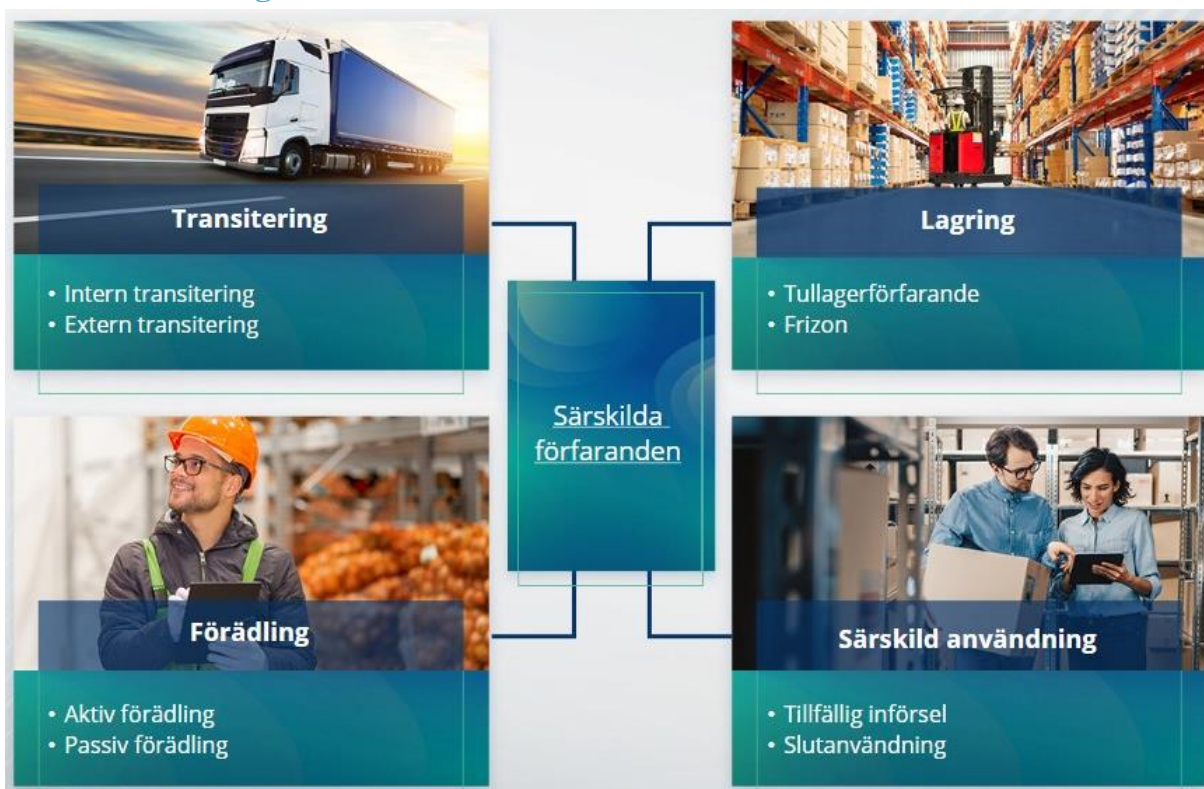 Transitering
• Intern transitering
• Extern transitering
Lagring
• Tullagerförfarande
• Frizon
Särskilda
förfaranden
Förädling
• Aktiv förädling
• Passiv förädling
Särskild användning
• Tillfällig införsel
• Slutanvändning